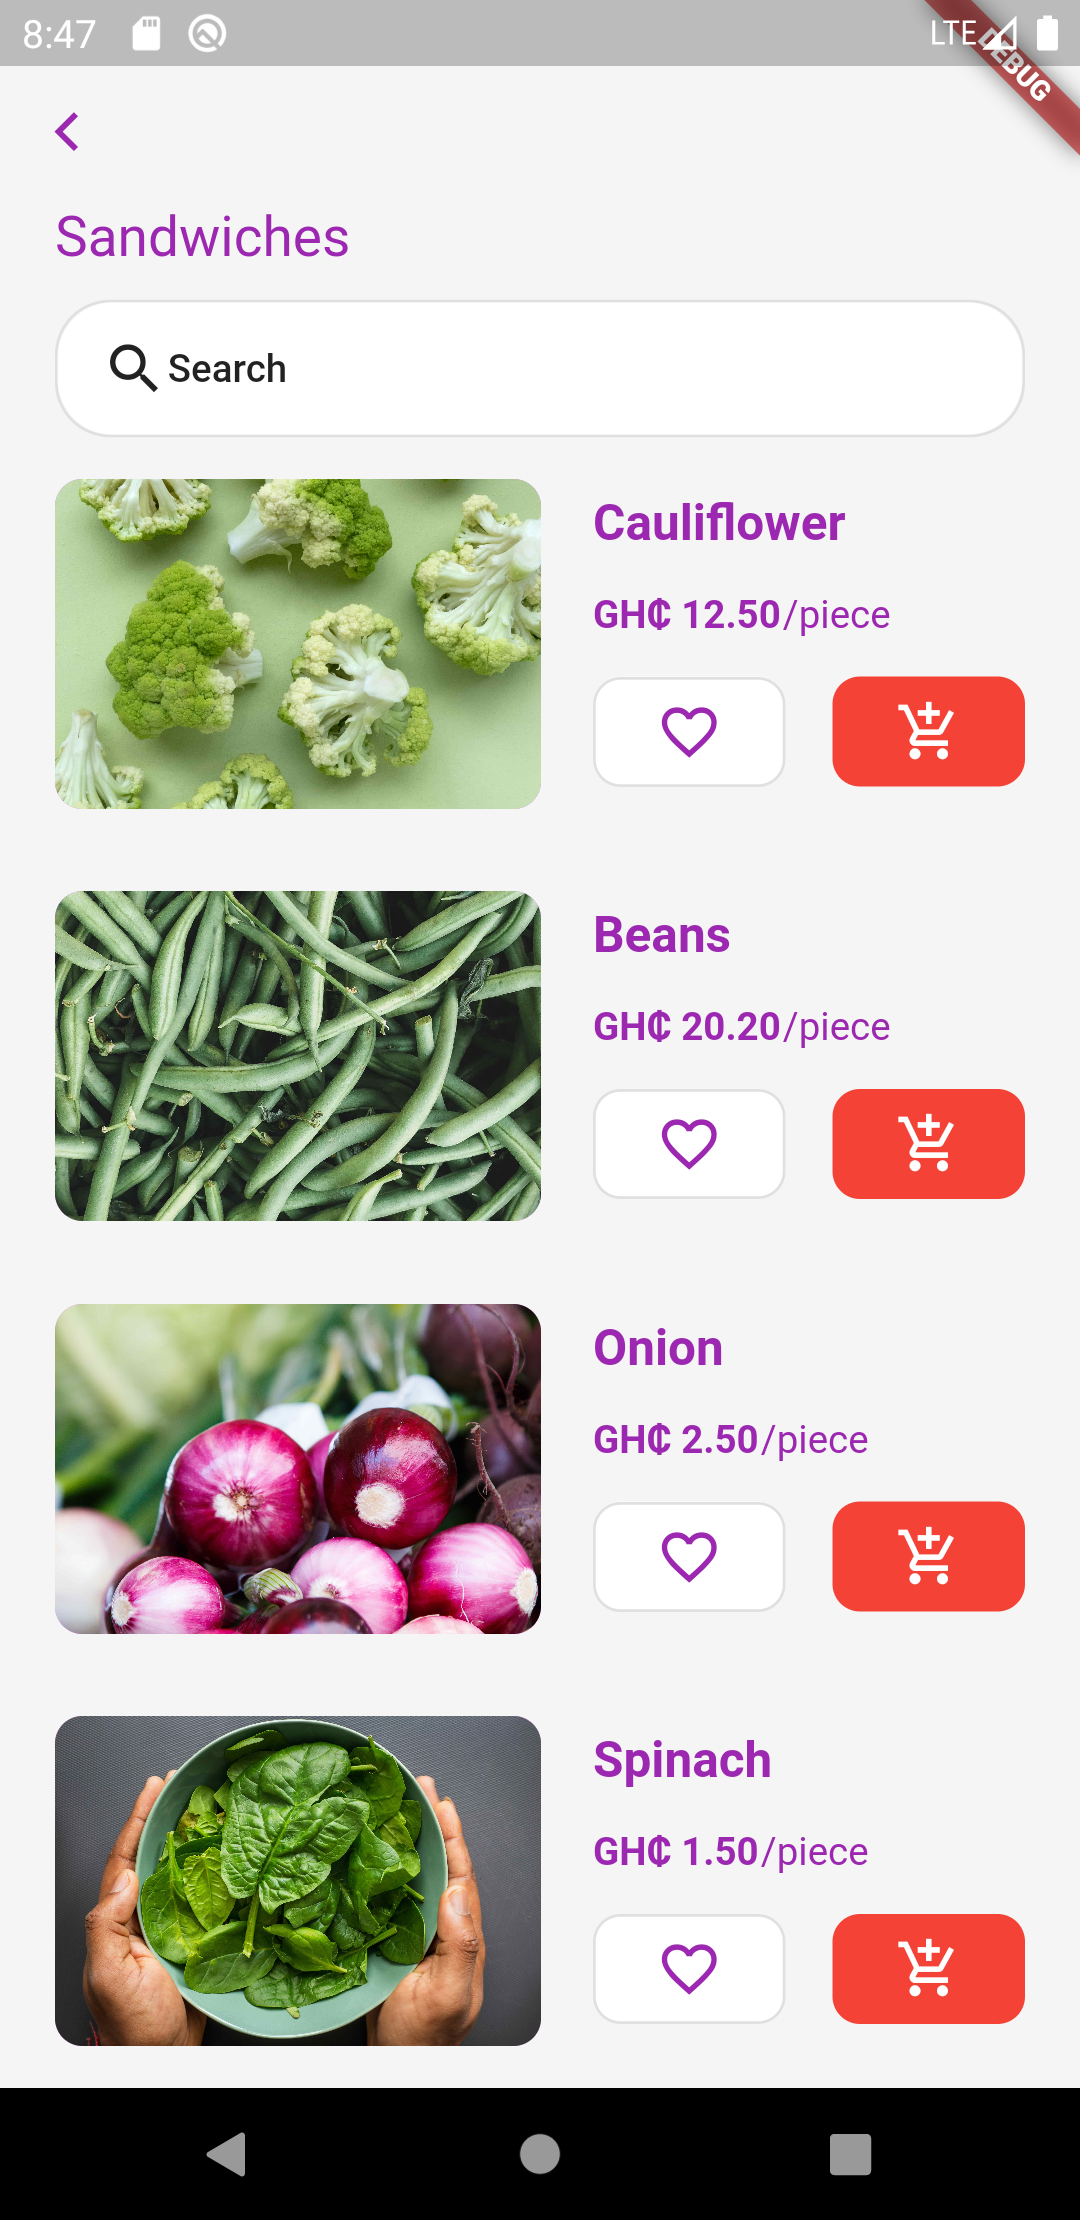 8:47
LTE
DEBUG
Sandwiches
Search
Cauliflower
GH₵ 12.50/piece
Beans
GH₵ 20.20/piece
Onion
GH₵ 2.50/piece
Spinach
GH₵ 1.50/piece